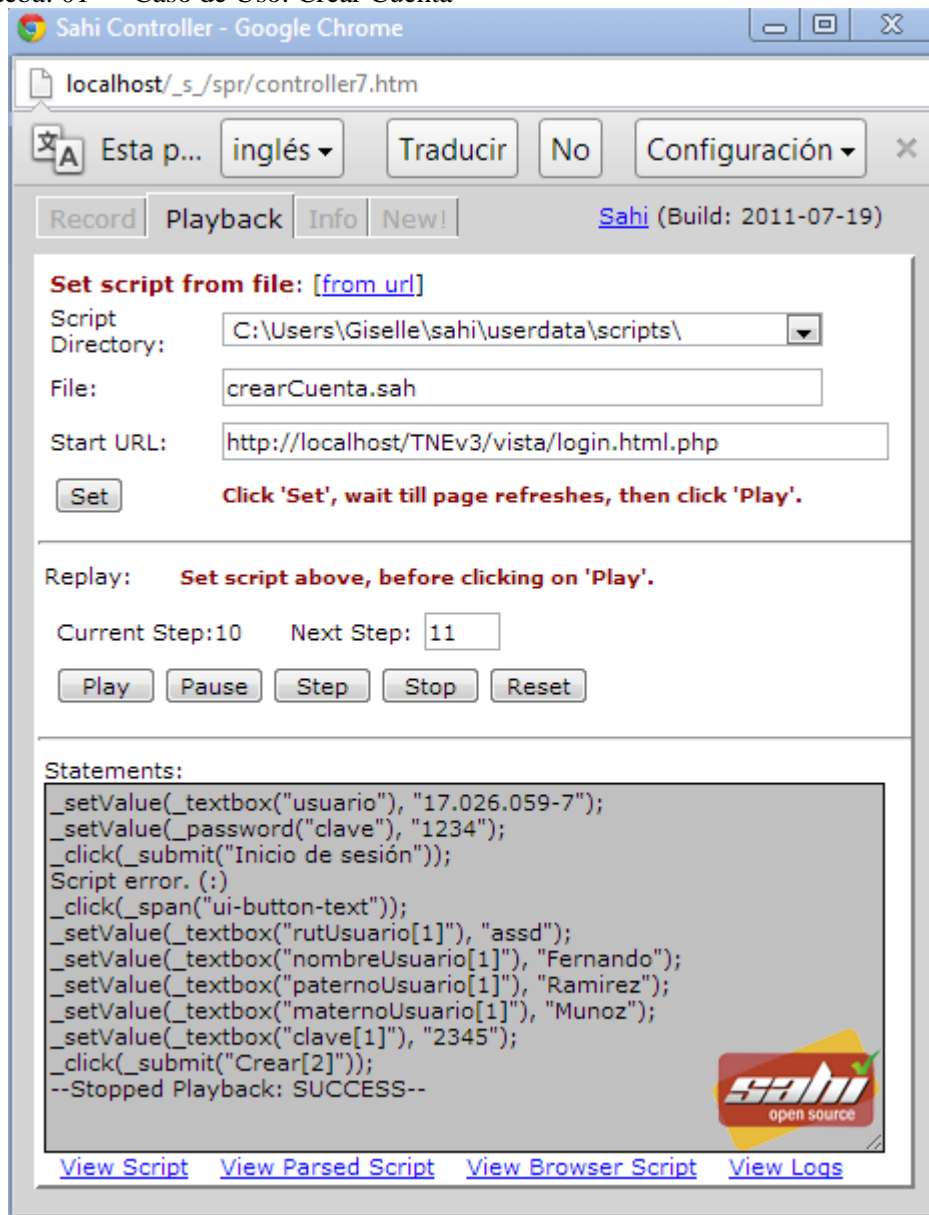 eba: 01 Caso de Uso: Crear Cuenta
Sahi Controller - Google Chrome
localhost/_s_/spr/controller7.htm
Esta p... inglés Traducir No Configuración
Record Playback Info New! Sahi (Build: 2011-07-19)
Set script from file: [from url]
Script Directory: C:\Users\Giselle\sahi\userdata\scripts\
File: crearCuenta.sah
Start URL: http://localhost/TNEv3/vista/login.html.php
Set Click 'Set', wait till page refreshes, then click 'Play'.
Replay: Set script above, before clicking on 'Play'.
Current Step:10 Next Step: 11
Play Pause Step Stop Reset
Statements:
_setValue(_textbox("usuario"), "17.026.059-7");
_setValue(_password("clave"), "1234");
_click(_submit("Inicio de sesión"));
Script error. (:)
_click(_span("ui-button-text"));
_setValue(_textbox("rutUsuario[1]"), "assd");
_setValue(_textbox("nombreUsuario[1]"), "Fernando");
_setValue(_textbox("paternoUsuario[1]"), "Ramirez");
_setValue(_textbox("maternoUsuario[1]"), "Munoz");
_setValue(_textbox("clave[1]"), "2345");
_click(_submit("Crear[2]"));
--Stopped Playback: SUCCESS--
sahi
open source
View Script View Parsed Script View Browser Script View Logs